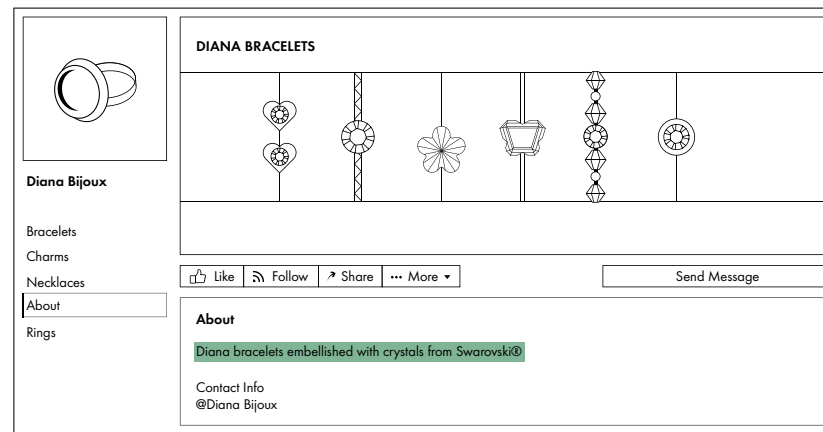 DIANA BRACELETS
Diana Bijoux
Bracelets
Charms
Necklaces
About
Rings
Like
Follow
Share
More
Send Message
About
Diana bracelets embellished with crystals from Swarovski®
Contact Info
@Diana Bijoux